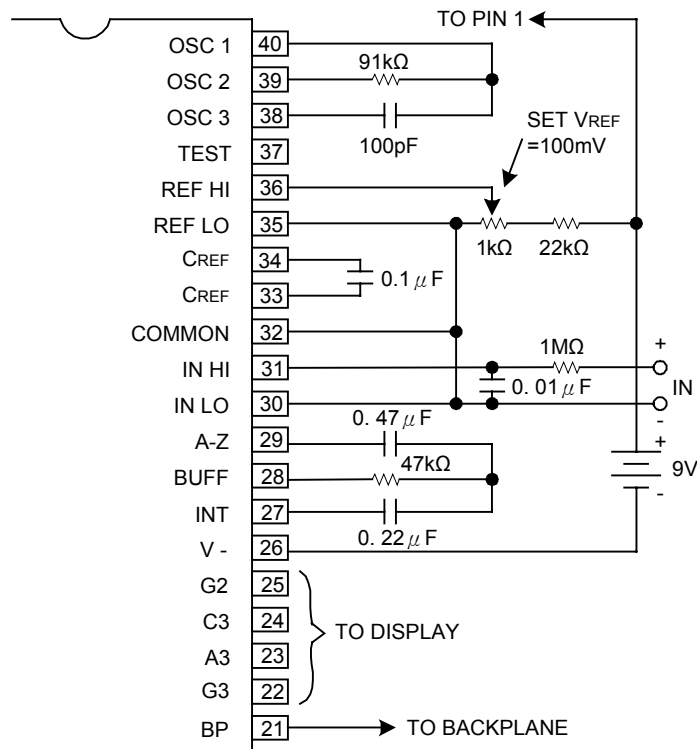 TO PIN 1
OSC 1 40
91kΩ
OSC 2 39
OSC 3 38
100pF
SET VREF
=100mV
TEST 37
REF HI 36
REF LO 35
1kΩ 22kΩ
CREF 34
0.1μF
CREF 33
COMMON 32
1MΩ
IN HI 31
+
0. 01μF
IN
IN LO 30
-
0. 47μF
A-Z 29
+
47kΩ
9V
BUFF 28
-
INT 27
0. 22μF
V - 26
G2 25
C3 24
TO DISPLAY
A3 23
G3 22
BP 21
TO BACKPLANE